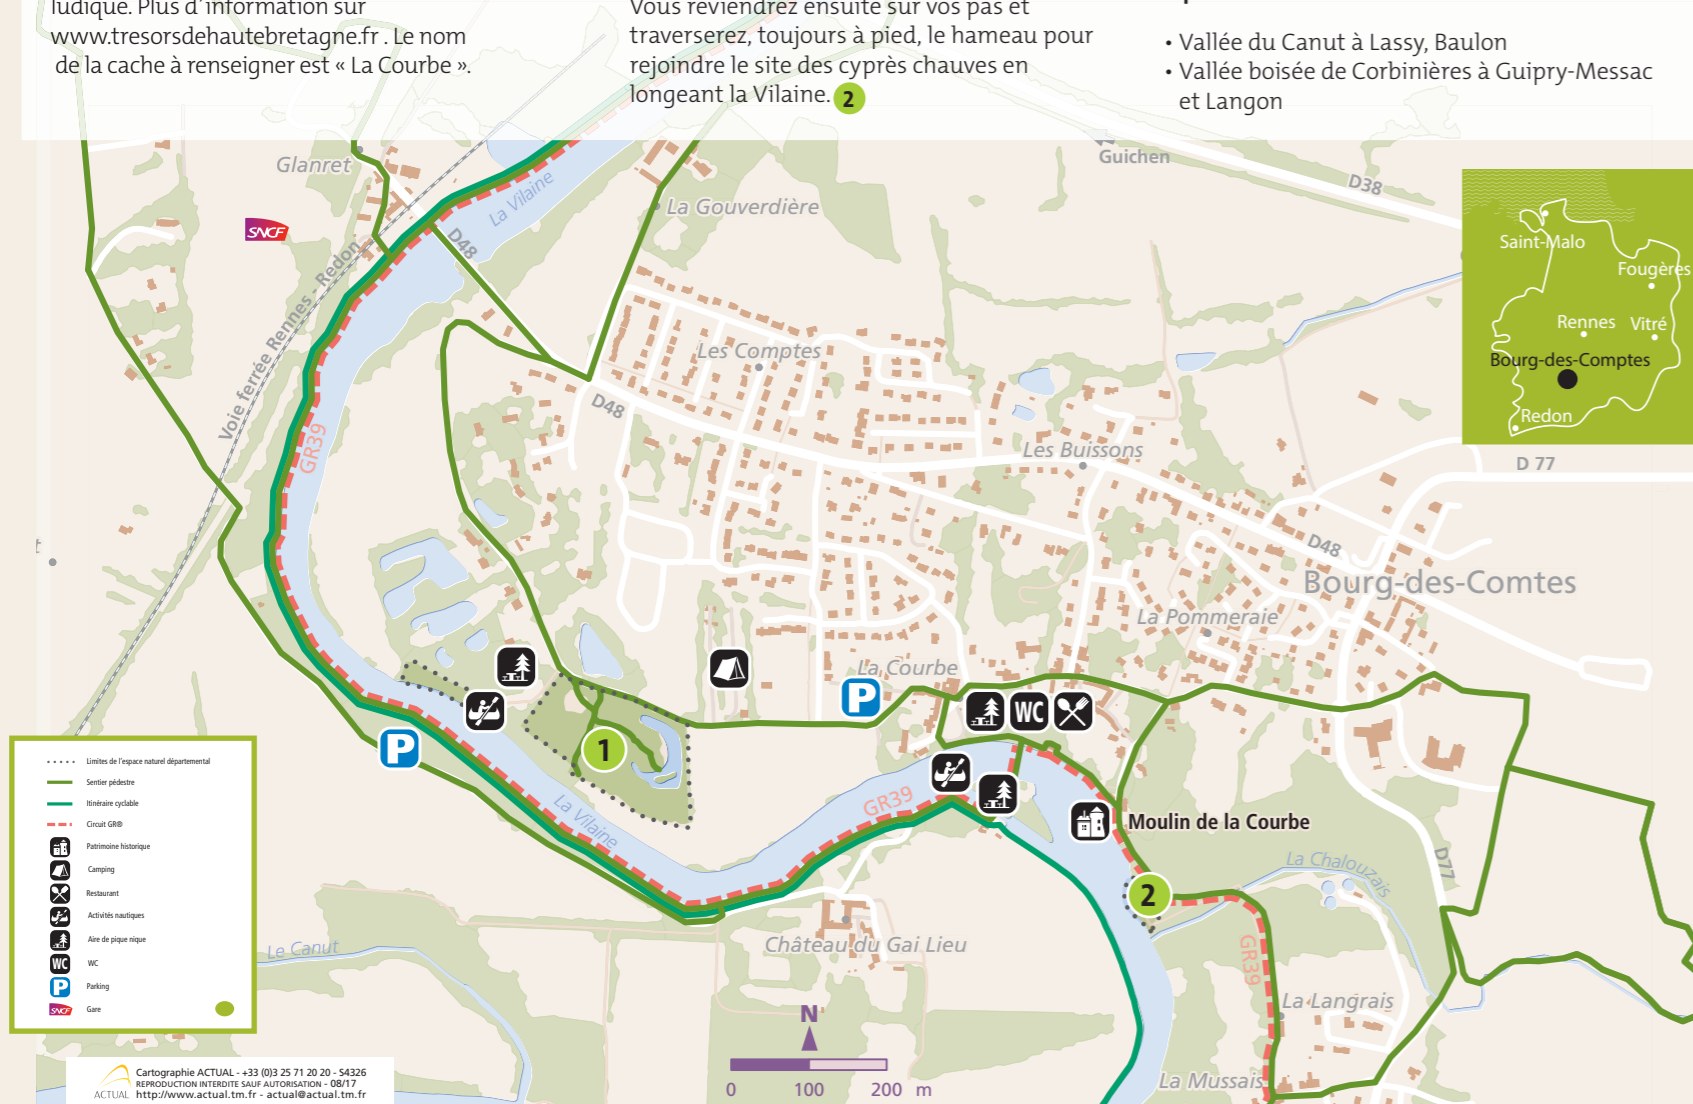 ludique. Plus d'information sur
www.tresorsdehautebretagne.fr . Le nom
de la cache à renseigner est « La Courbe ».
Vous reviendrez ensuite sur vos pas et
traverserez, toujours à pied, le hameau pour
rejoindre le site des cyprès chauves en
longeant la Vilaine. 2
• Vallée du Canut à Lassy, Baulon
• Vallée boisée de Corbinières à Guipry-Messac
et Langon
Glanret
SNCF
La Vilaine
D48
La Gouverdière
Guichen
D38
Saint-Malo
Fougères
Rennes
Vitré
Bourg-des-Comptes
Redon
Voie ferrée Rennes - Redon
GR39
Les Comptes
D48
Les Buissons
D 77
D48
Bourg-des-Comtes
La Pommeraie
La Courbe
P
WC
P
1
La Vilaine
GR39
Moulin de la Courbe
La Chalouzais
D77
2
GR39
Château du Gai Lieu
Le Canut
La Langrais
La Mussais
N
0 100 200 m
Limites de l'espace naturel départemental
Sentier pédestre
Itinéraire cyclable
Circuit GR®
Patrimoine historique
Camping
Restaurant
Activités nautiques
Aire de pique nique
WC WC
P Parking
SNCF Gare
Cartographie ACTUAL - +33 (0)3 25 71 20 20 - S4326
REPRODUCTION INTERDITE SAUF AUTORISATION - 08/17
ACTUAL http://www.actual.tm.fr - actual@actual.tm.fr